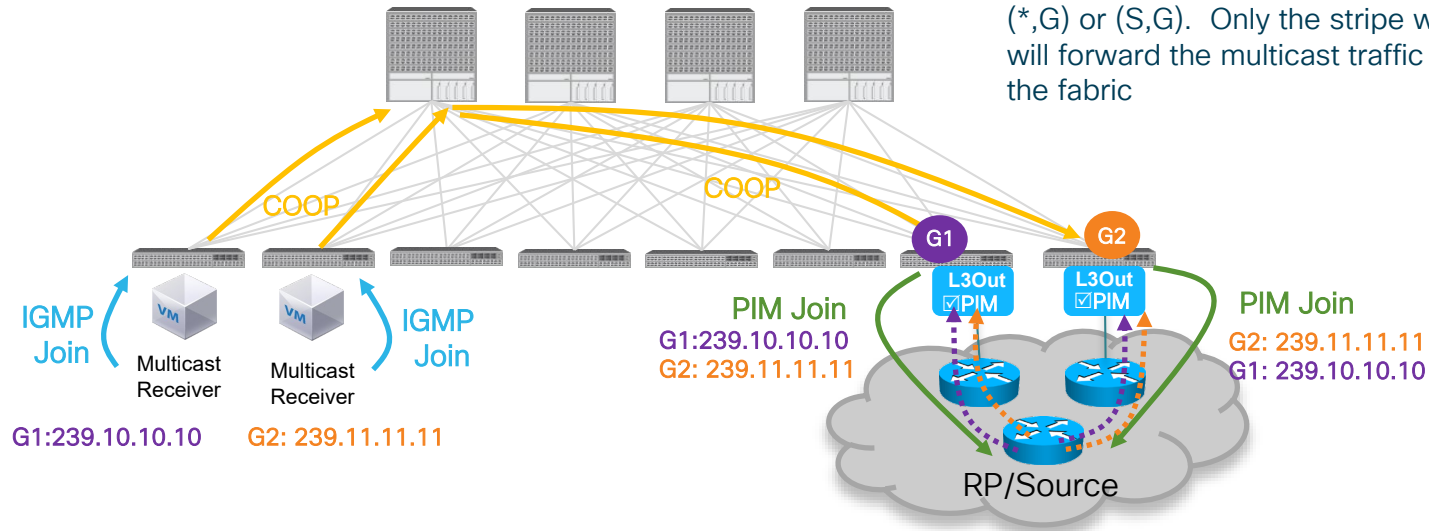 (*,G) or (S,G). Only the stripe
will forward the multicast traffic
the fabric
COOP
COOP
G1
G2
L3Out
☑PIM
L3Out
☑PIM
VM
VM
IGMP
Join
Multicast
Receiver
Multicast
Receiver
IGMP
Join
G1:239.10.10.10
G2: 239.11.11.11
PIM Join
G1:239.10.10.10
G2: 239.11.11.11
PIM Join
G2: 239.11.11.11
G1: 239.10.10.10
RP/Source